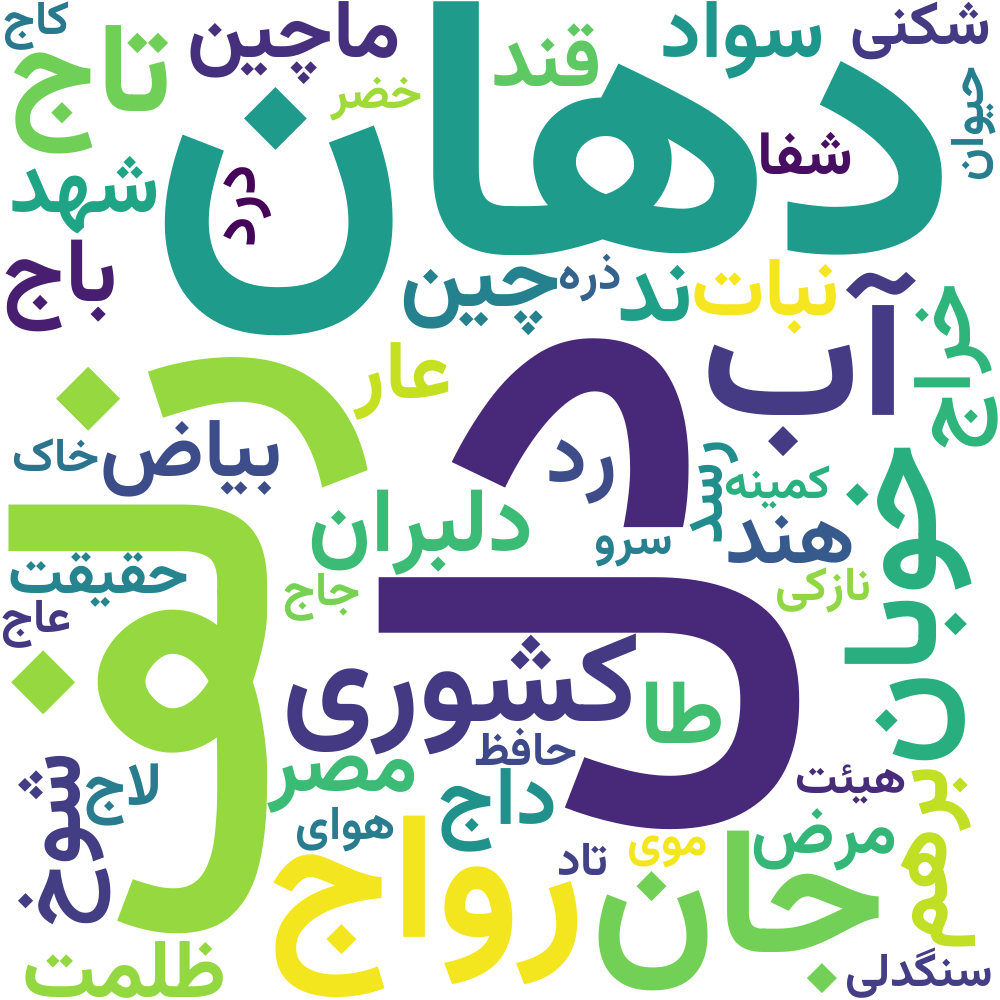 دهان
دل
زلف
کاج
تاج
ماچین
خضر
قند
سواد
شکنی
حیوان
شفا
درد
شهد
باج
چین
ذره
ند
نبات
آب
خراج
عار
بیاض
خاک
رد
رسد
کمینه
هند
خوبان
دلبران
سرو
حقیقت
جاج
نازکی
عاج
کشوری
طا
حافظ
مصر
هیئت
برهم
شوخ
لاج
داج
هوای
رواج
تاد
موی
مرض
جان
ظلمت
سنگدلی